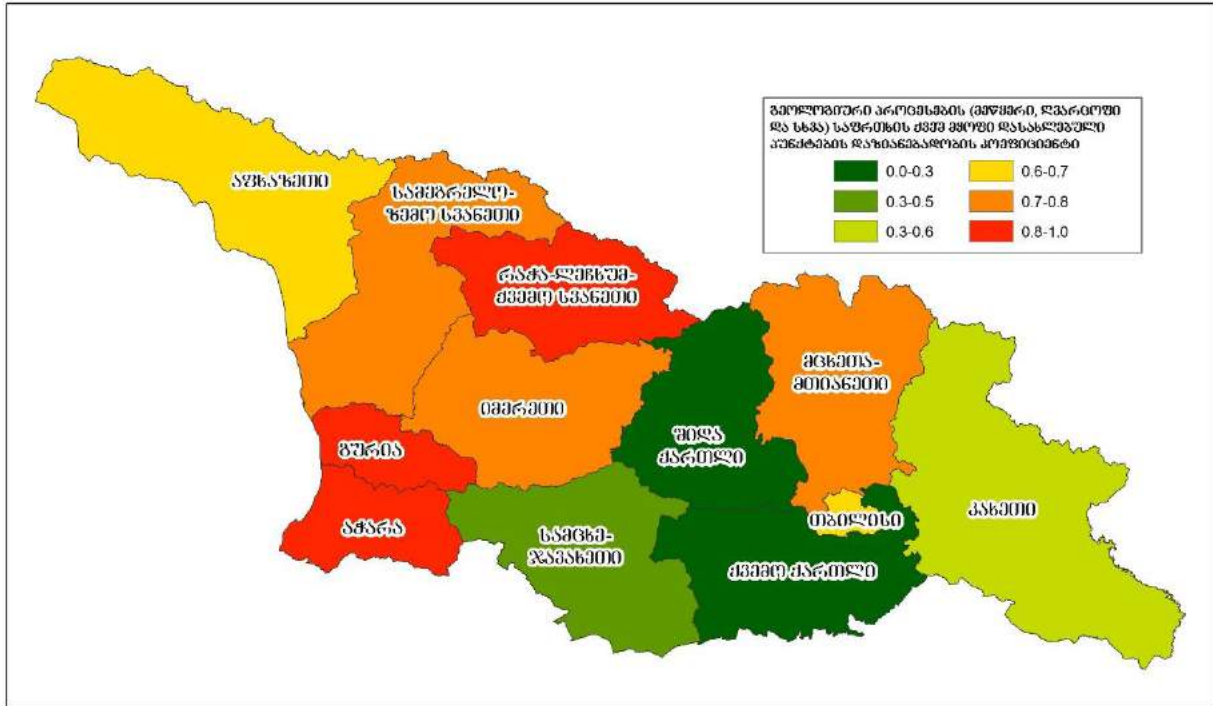 გეოლოგიური პროცესების (მეწყერი, ღვარცოფი
და სხვა) საფრთხის ქვეშ მყოფი დასახლებული
პუნქტების დაზიანებადობის კოეფიციენტი
0.0-0.3
0.6-0.7
0.3-0.5
0.7-0.8
0.3-0.6
0.8-1.0
აფხაზეთი
სამეგრელო-
ზემო სვანეთი
რაჭა-ლეჩხუმ-
ქვემო სვანეთი
მცხეთა-
მთიანეთი
იმერეთი
შიდა
ქართლი
გურია
კახეთი
თბილისი
აჭარა
სამცხე-
ჯავახეთი
ქვემო ქართლი